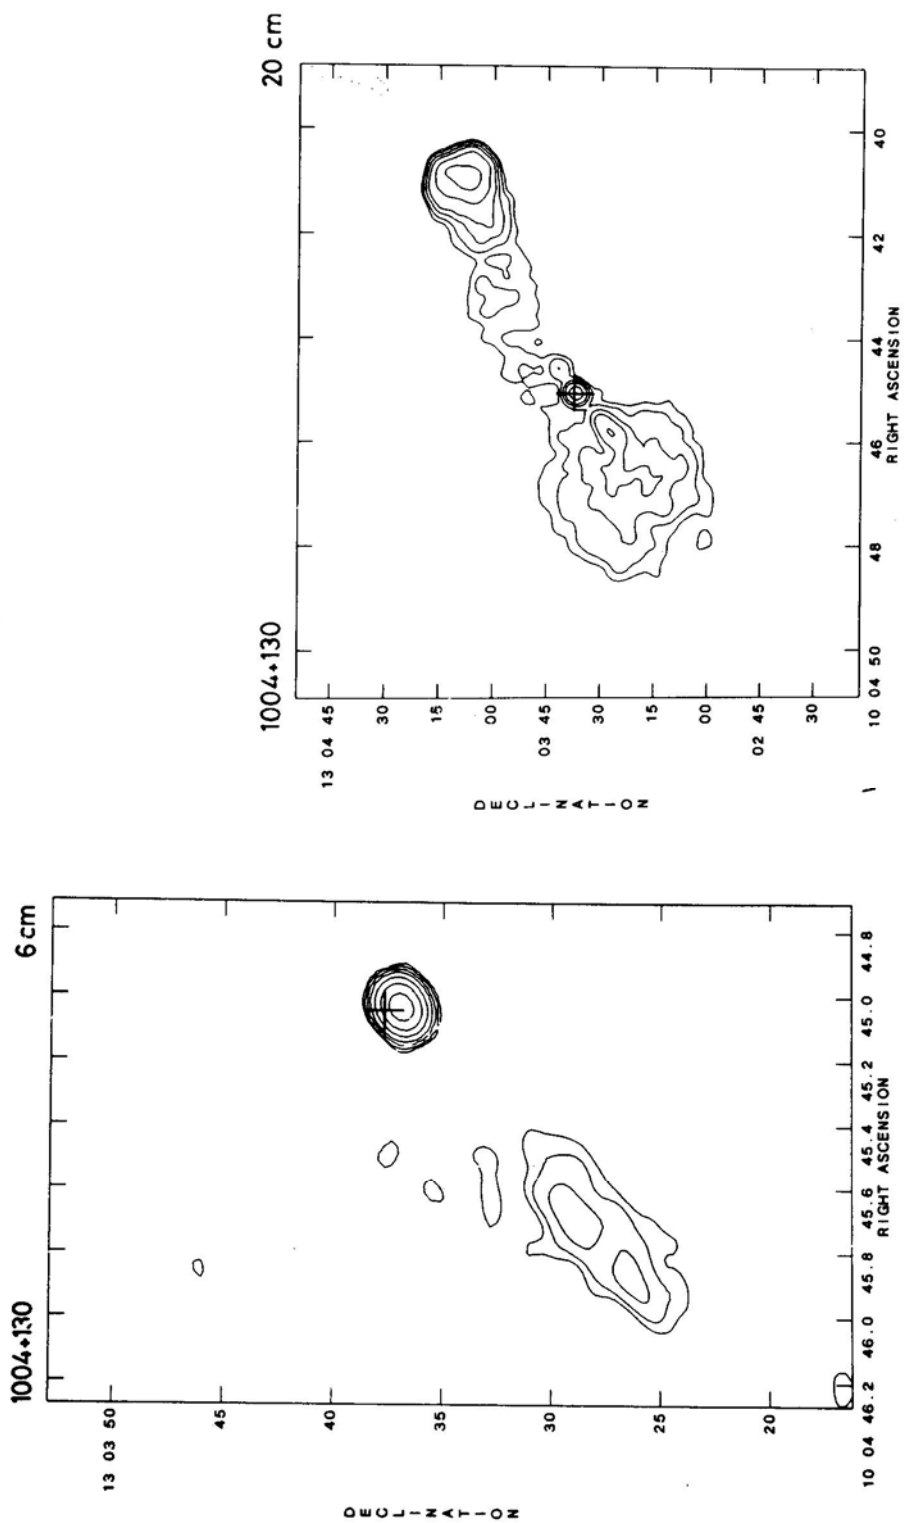 1004+130 6 cm
DECLINATION
13 03 50
45
40
35
30
25
20
10 04 46.2 46.0 45.8 45.6 45.4 45.2 45.0 44.8
RIGHT ASCENSION
1004+130 20 cm
DECLINATION
13 04 45
30
15
00
03 45
30
15
00
02 45
30
10 04 50 48 46 44 42 40
RIGHT ASCENSION